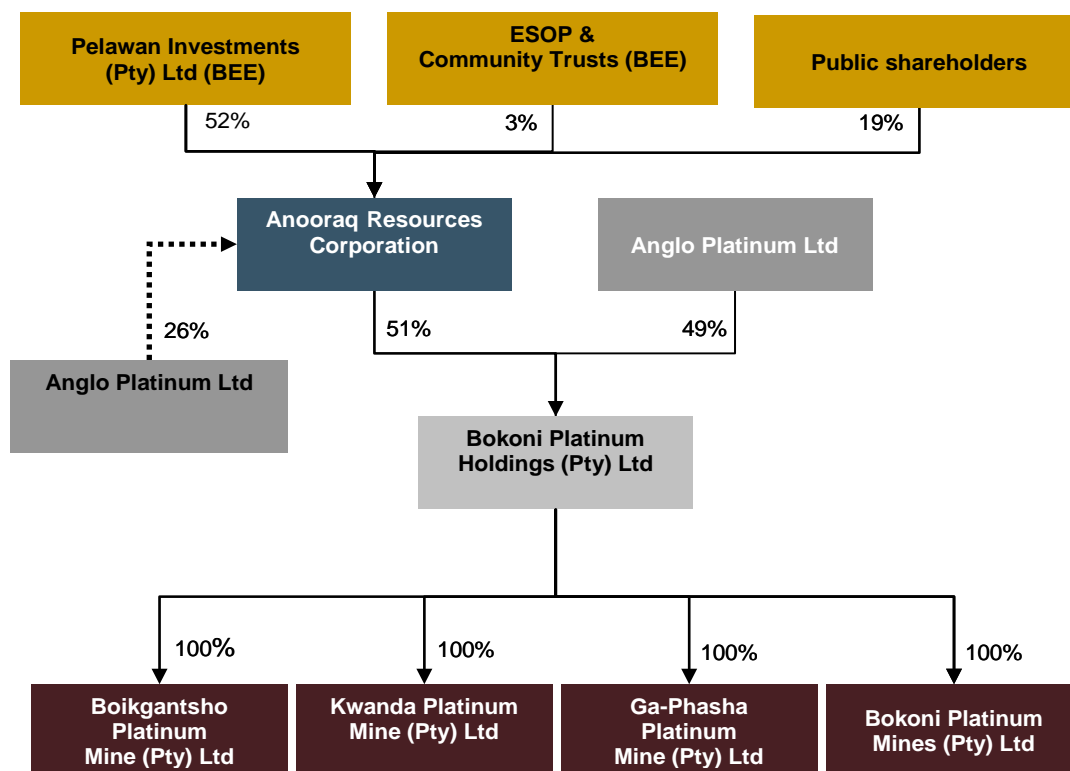 Pelawan Investments
(Pty) Ltd (BEE)
ESOP &
Community Trusts (BEE)
Public shareholders
52%
3%
19%
Anooraq Resources
Corporation
Anglo Platinum Ltd
26%
51%
49%
Anglo Platinum Ltd
Bokoni Platinum
Holdings (Pty) Ltd
100%
100%
100%
100%
Boikgantsho
Platinum
Mine (Pty) Ltd
Kwanda Platinum
Mine (Pty) Ltd
Ga-Phasha
Platinum
Mine (Pty) Ltd
Bokoni Platinum
Mines (Pty) Ltd